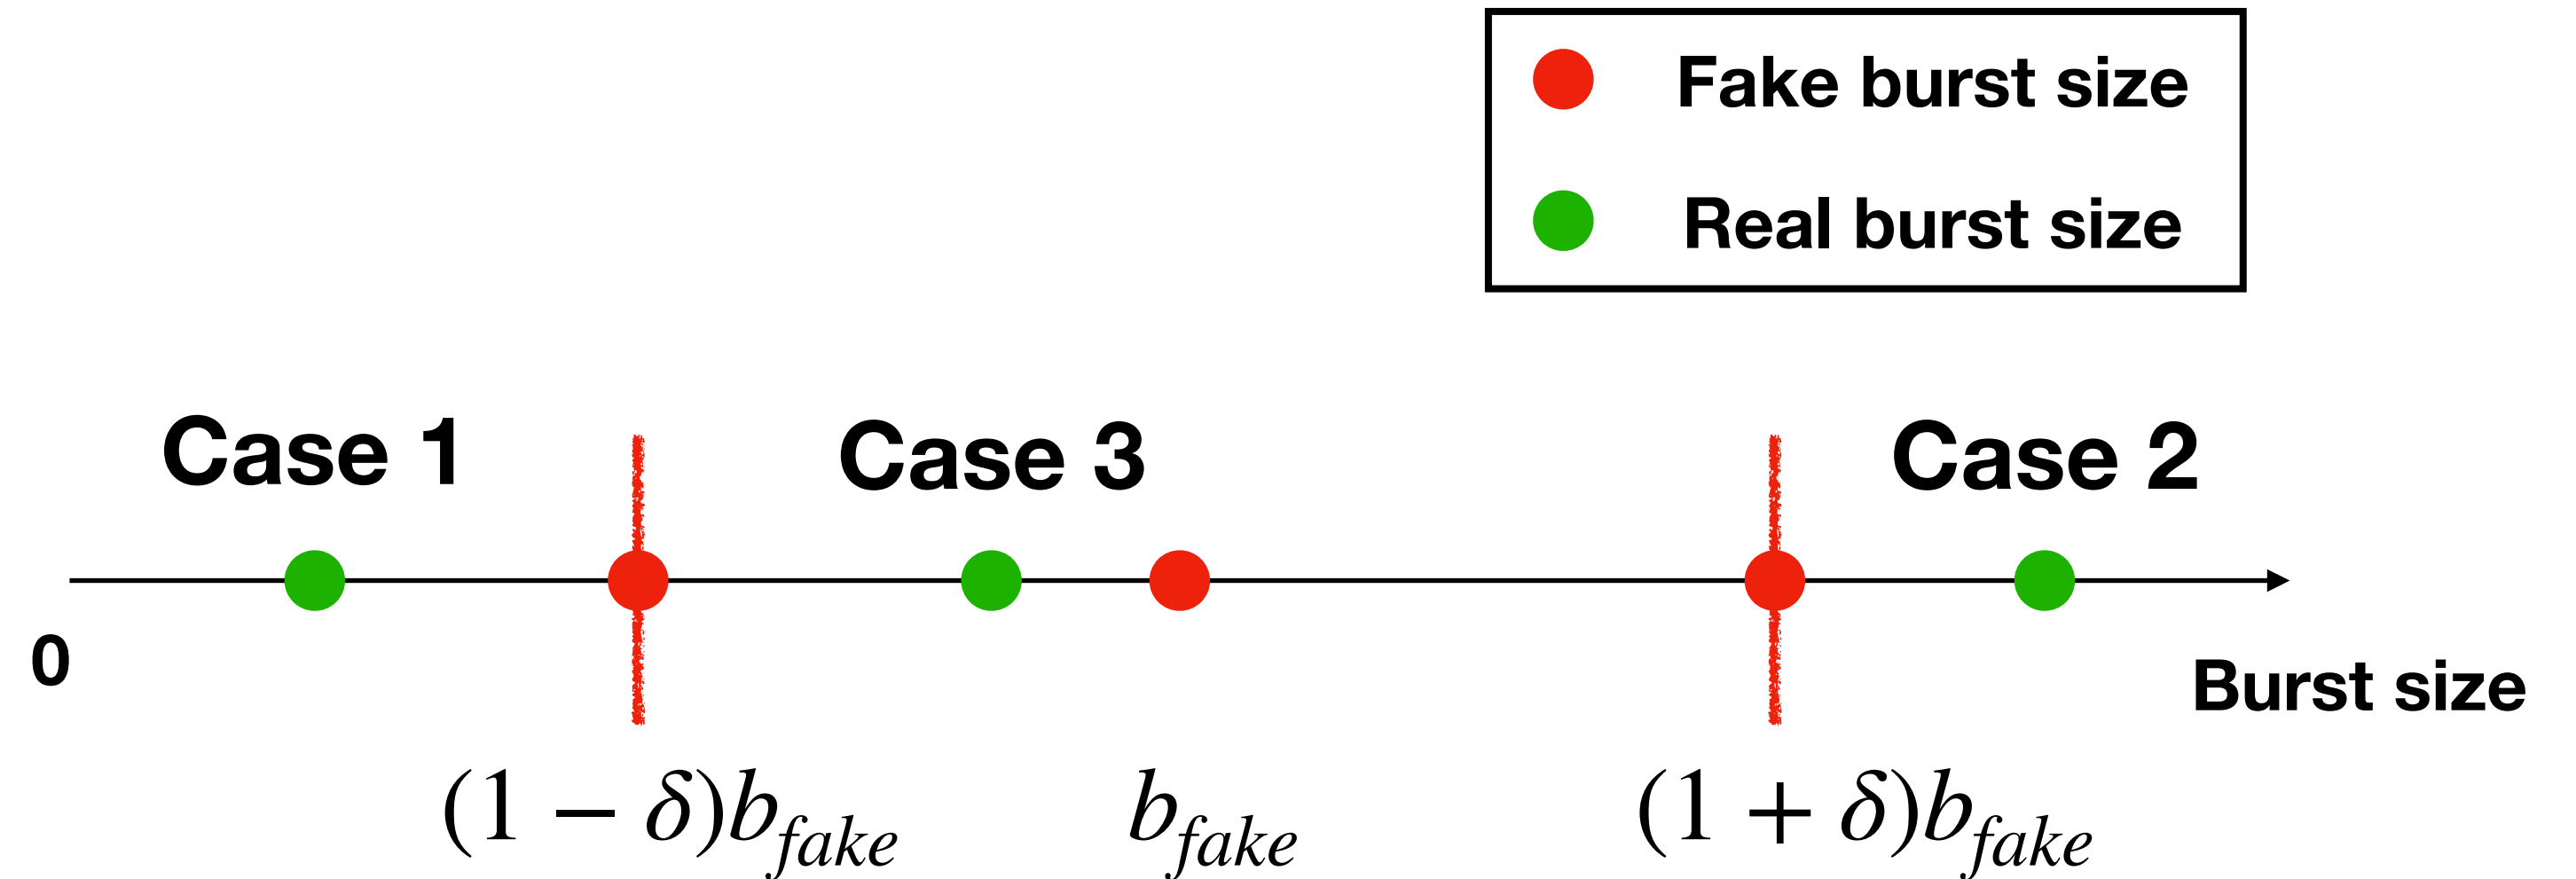 Fake burst size
Real burst size
Case 1
Case 3
Case 2
0
Burst size
(1 − δ)b_fake
b_fake
(1 + δ)b_fake